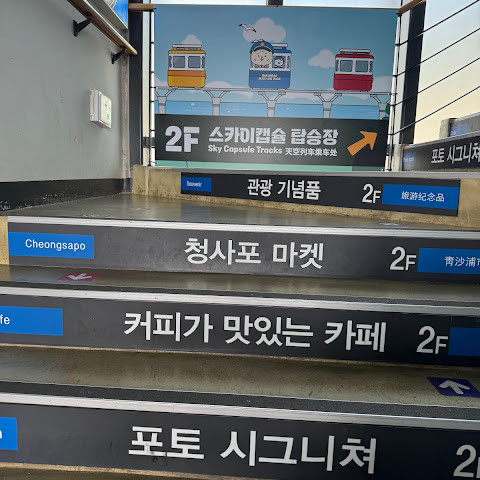 2F 스카이캡슐 탑승장
Sky Capsule Tracks 天空列车乘车处
포토 시그니쳐
관광 기념품 2F 旅游纪念品
Cheongsapo 청사포 마켓 2F 青沙浦
커피가 맛있는 카페 2F
포토 시그니쳐